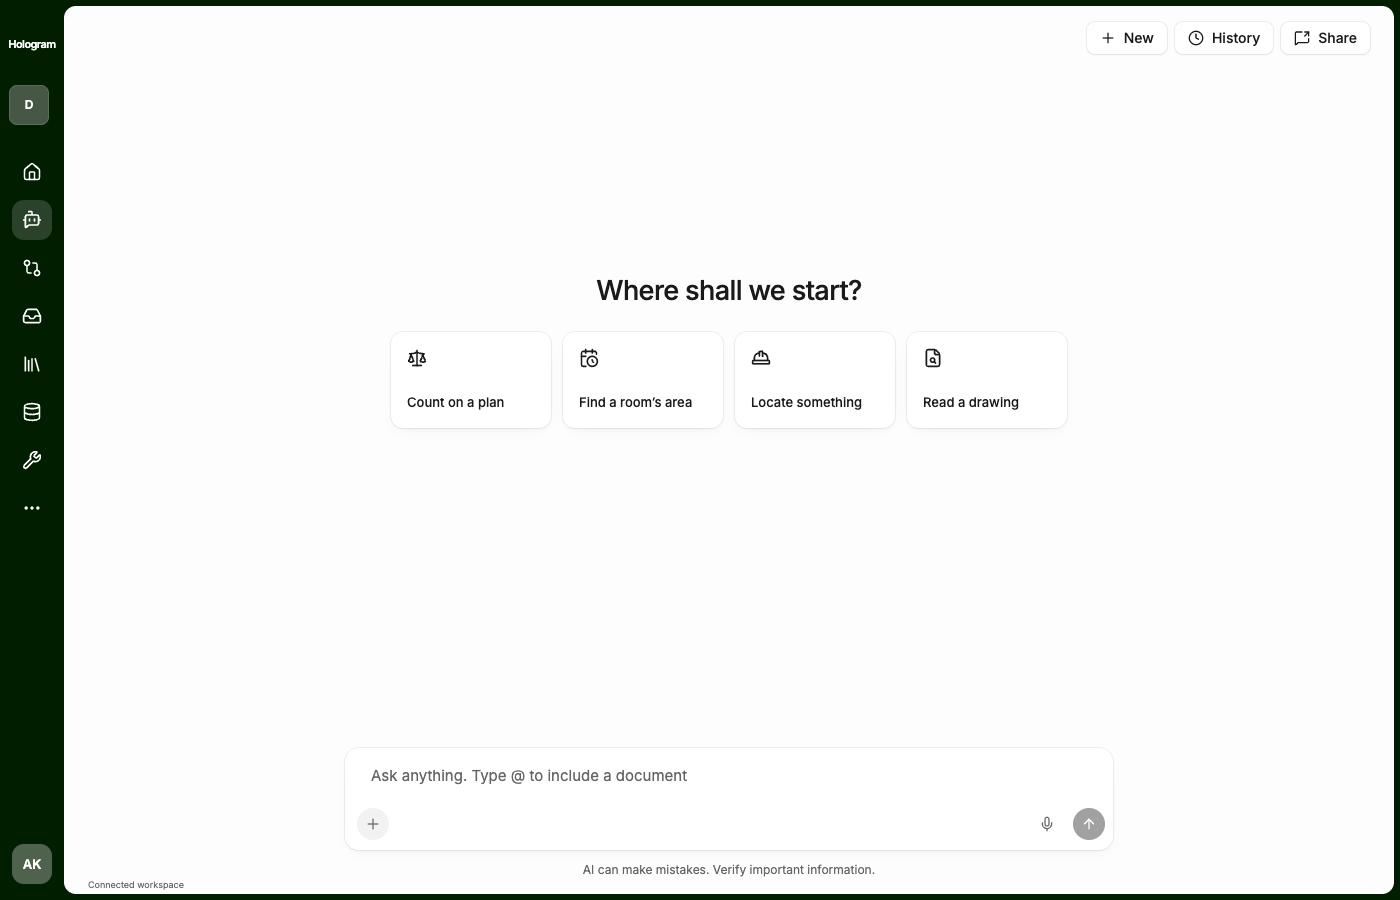 Hologram
New
History
Share
D
Where shall we start?
Count on a plan
Find a room’s area
Locate something
Read a drawing
Ask anything. Type @ to include a document
AK
AI can make mistakes. Verify important information.
Connected workspace